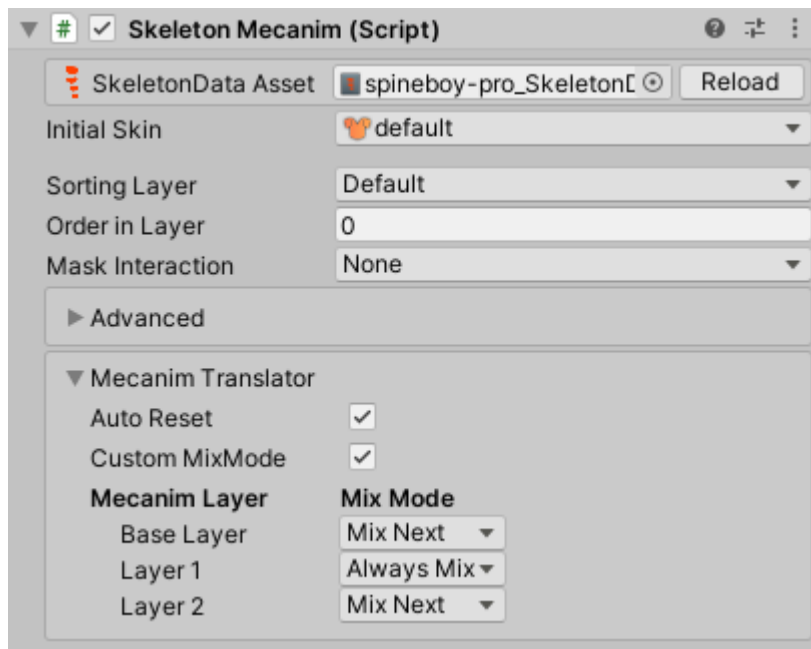 Skeleton Mecanim (Script)
SkeletonData Asset spineboy-pro_Skeleton Reload
Initial Skin default
Sorting Layer Default
Order in Layer 0
Mask Interaction None
Advanced
Mecanim Translator
Auto Reset
Custom MixMode
Mecanim Layer Mix Mode
Base Layer Mix Next
Layer 1 Always Mix
Layer 2 Mix Next